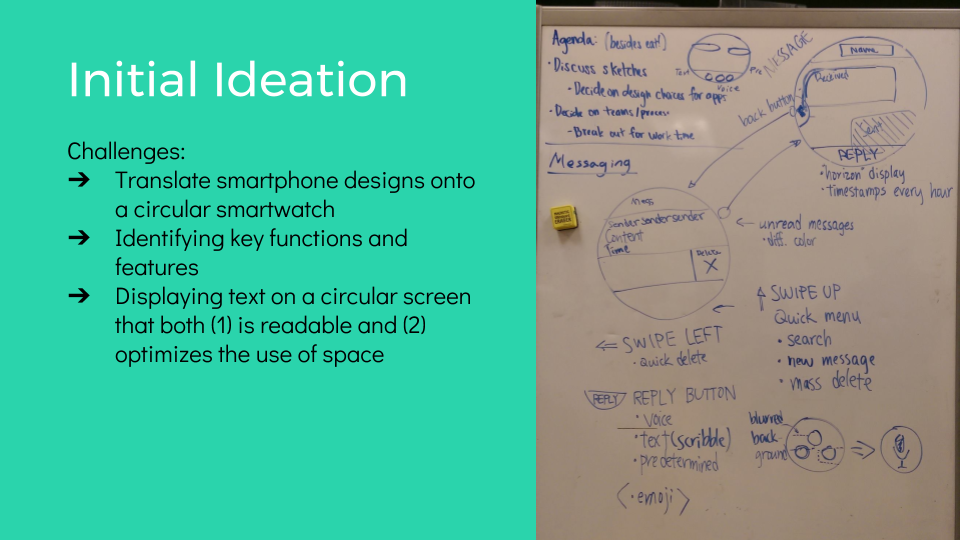 Initial Ideation
Challenges:
➔ Translate smartphone designs onto
a circular smartwatch
➔ Identifying key functions and
features
➔ Displaying text on a circular screen
that both (1) is readable and (2)
optimizes the use of space
Agenda: (besides eat!)
• Discuss sketches
- Decide on design choices for apps
• Decide on teams/process
- Break out for work time
Text
Voice
Pre
MESSAGE
Name
Received
Sent
REPLY
back button
• "horizon" display
• timestamps every hour
Messaging
Mess
Sender sender sender
Content
Time
Delete
X
unread messages
• diff. color
SWIPE UP
Quick menu
• search
• new message
• mass delete
SWIPE LEFT
• quick delete
REPLY REPLY BUTTON
• voice
• text (scribble)
• predetermined
< • emoji >
blurred
back
ground